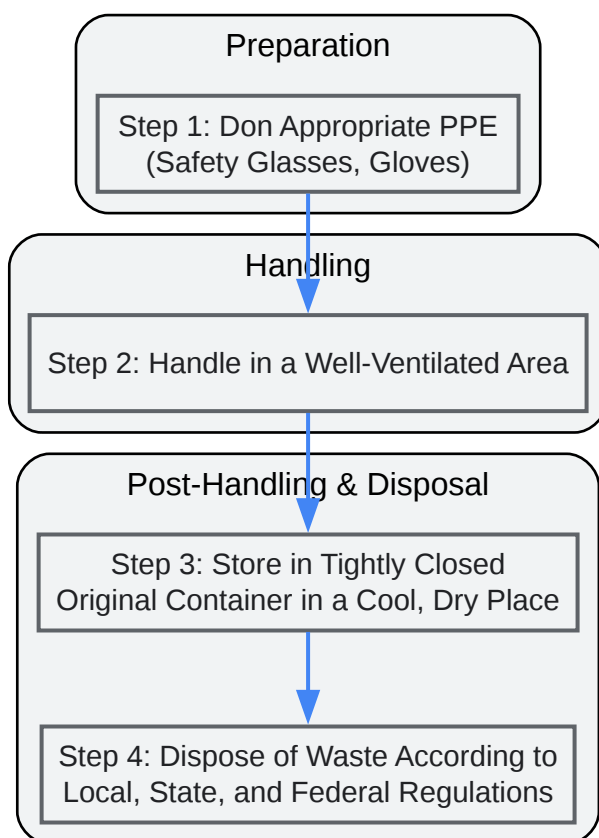 Preparation
Step 1: Don Appropriate PPE
(Safety Glasses, Gloves)
Handling
Step 2: Handle in a Well-Ventilated Area
Post-Handling & Disposal
Step 3: Store in Tightly Closed
Original Container in a Cool, Dry Place
Step 4: Dispose of Waste According to
Local, State, and Federal Regulations